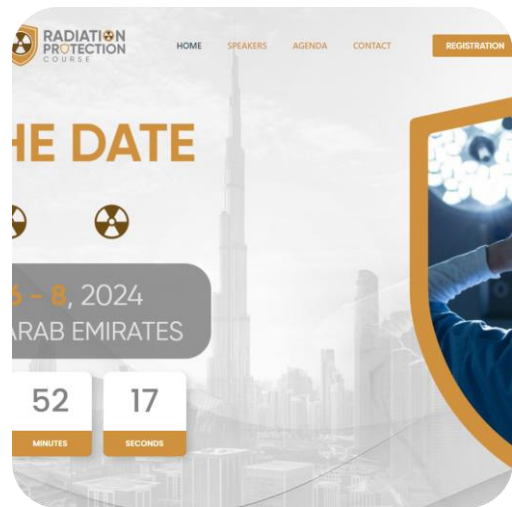 RADIATION
PROTECTION
COURSE
HOME SPEAKERS AGENDA CONTACT REGISTRATION
HE DATE
6 – 8, 2024
ARAB EMIRATES
52 17
MINUTES SECONDS